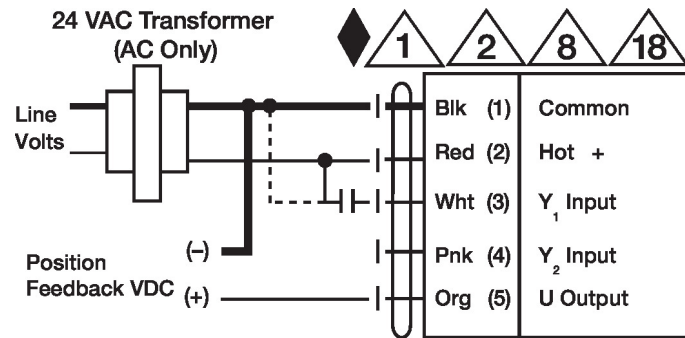 24 VAC Transformer
(AC Only)
1 2 8 18
Line
Volts
Blk (1) Common
Red (2) Hot +
Wht (3) Y1 Input
Pnk (4) Y2 Input
Org (5) U Output
Position
Feedback VDC
(–)
(+)